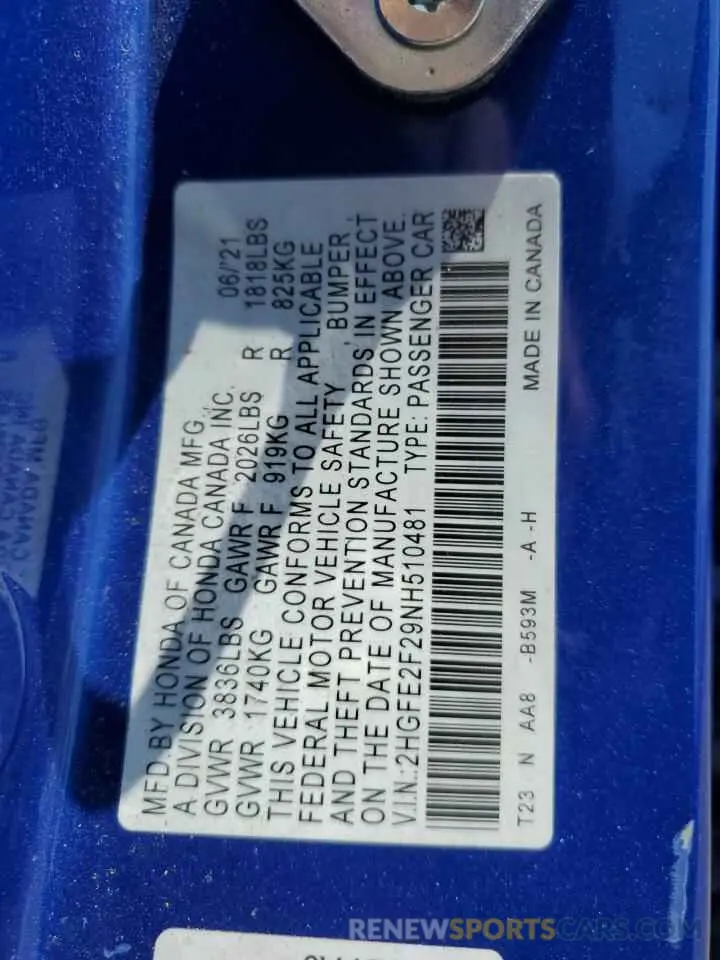 MFD.BY HONDA OF CANADA MFG. 06/'21
A DIVISION OF HONDA CANADA INC.
GVWR 3836LBS GAWR F 2026LBS R 1818LBS
GVWR 1740KG GAWR F 919KG R 825KG
THIS VEHICLE CONFORMS TO ALL APPLICABLE
FEDERAL MOTOR VEHICLE SAFETY, BUMPER,
AND THEFT PREVENTION STANDARDS, IN EFFECT
ON THE DATE OF MANUFACTURE SHOWN ABOVE.
V.I.N.:2HGFE2F29NH510481 TYPE: PASSENGER CAR
T23 N AA8 -B593M -A -H MADE IN CANADA
RENEWSPORTSCARS.COM